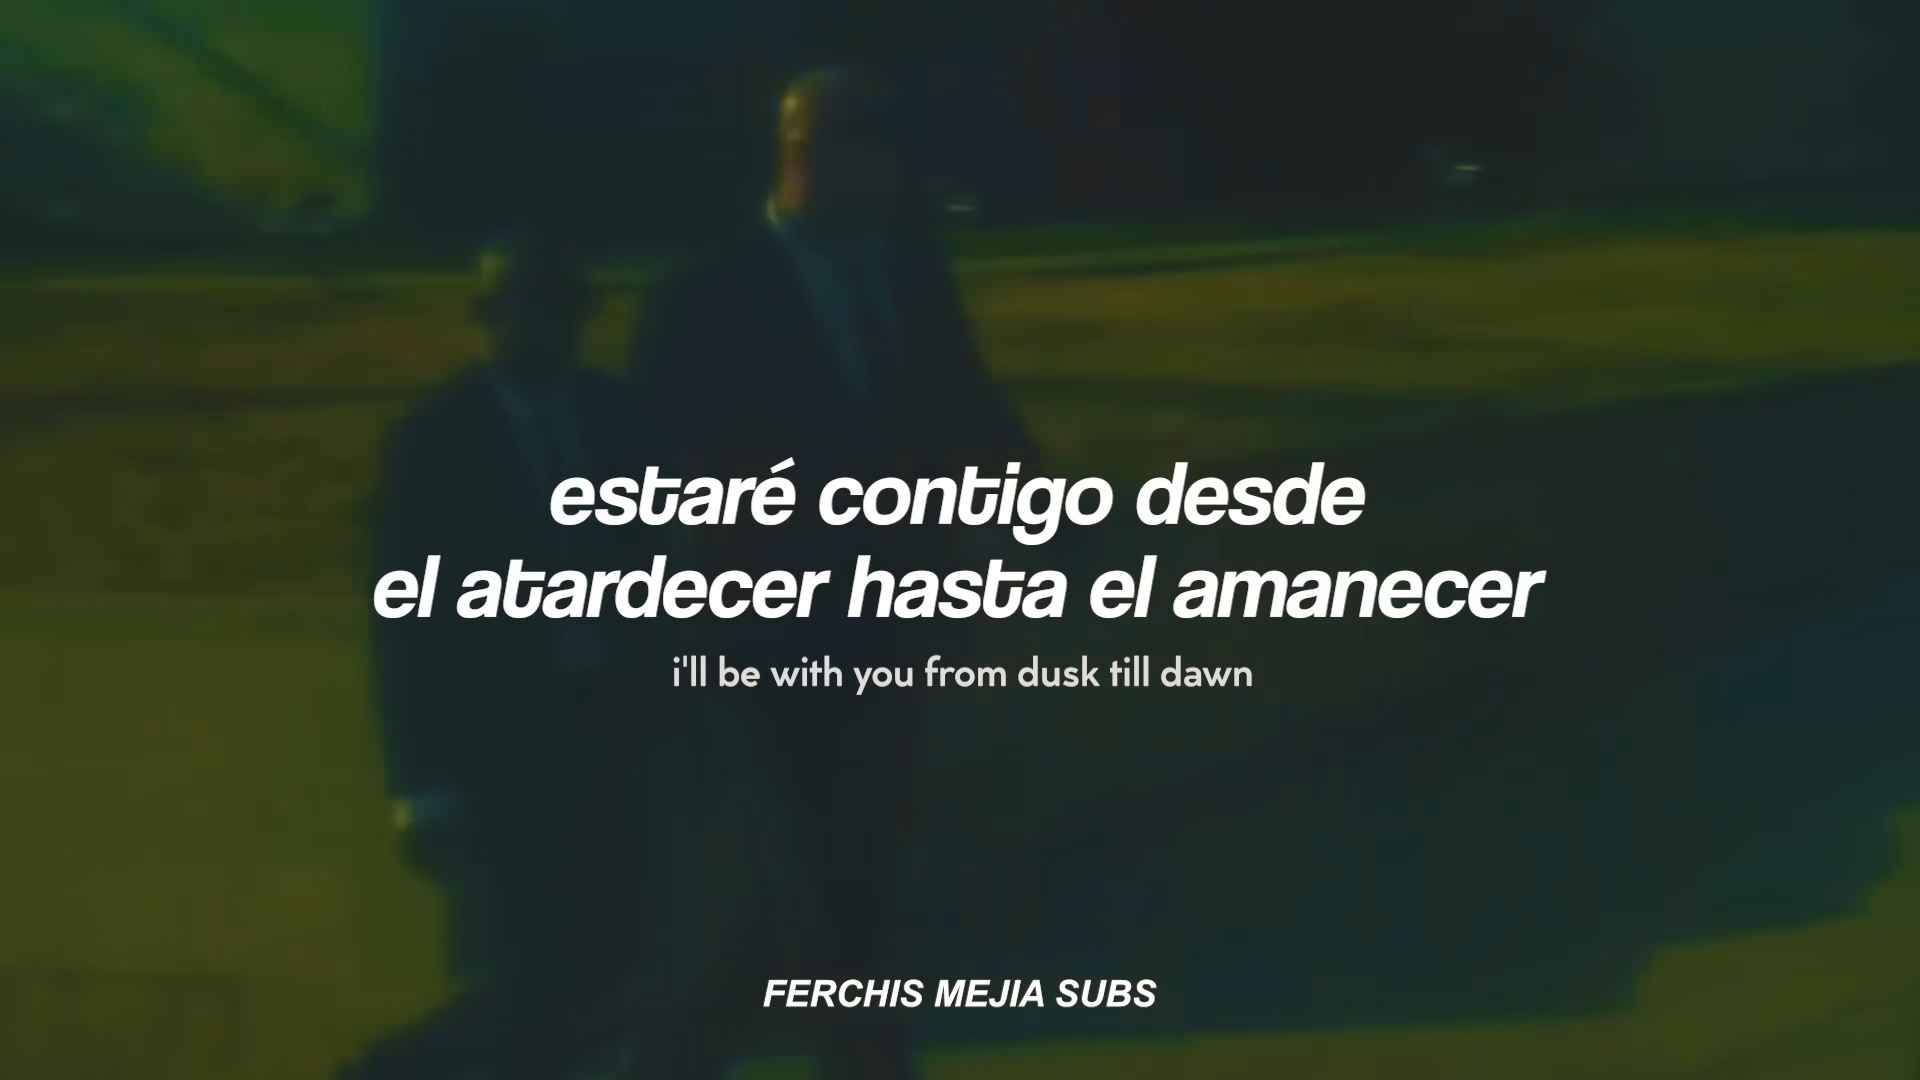 estaré contigo desde
el atardecer hasta el amanecer
i'll be with you from dusk till dawn
FERCHIS MEJIA SUBS